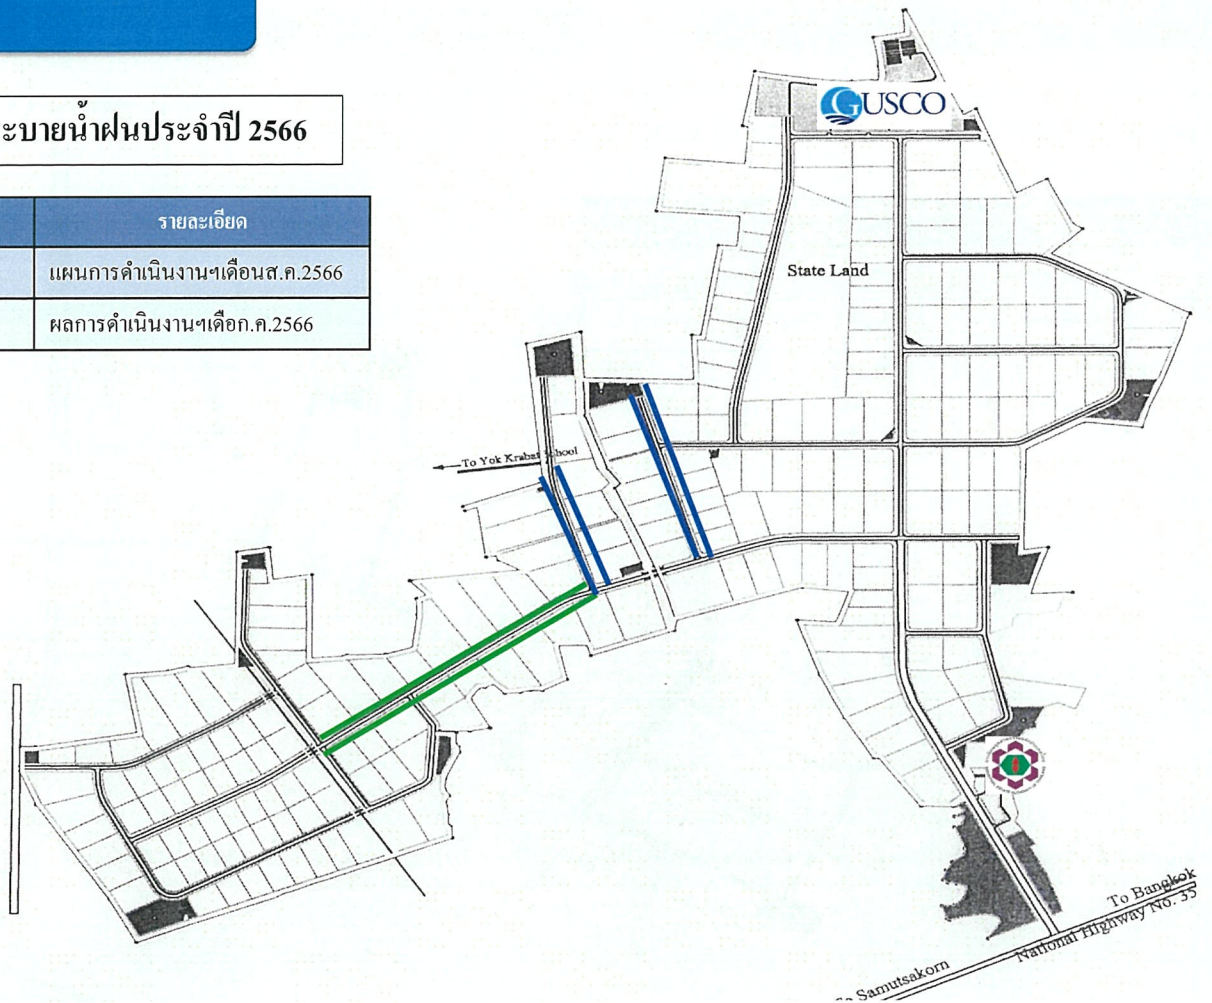 ะบายน้ำฝนประจำปี 2566
รายละเอียด
แผนการดำเนินงานฯเดือนส.ค.2566
ผลการดำเนินงานฯเดือก.ค.2566
GUSCO
State Land
To Yok Krabat School
To Bangkok
National Highway No. 35
To Samutsakorn